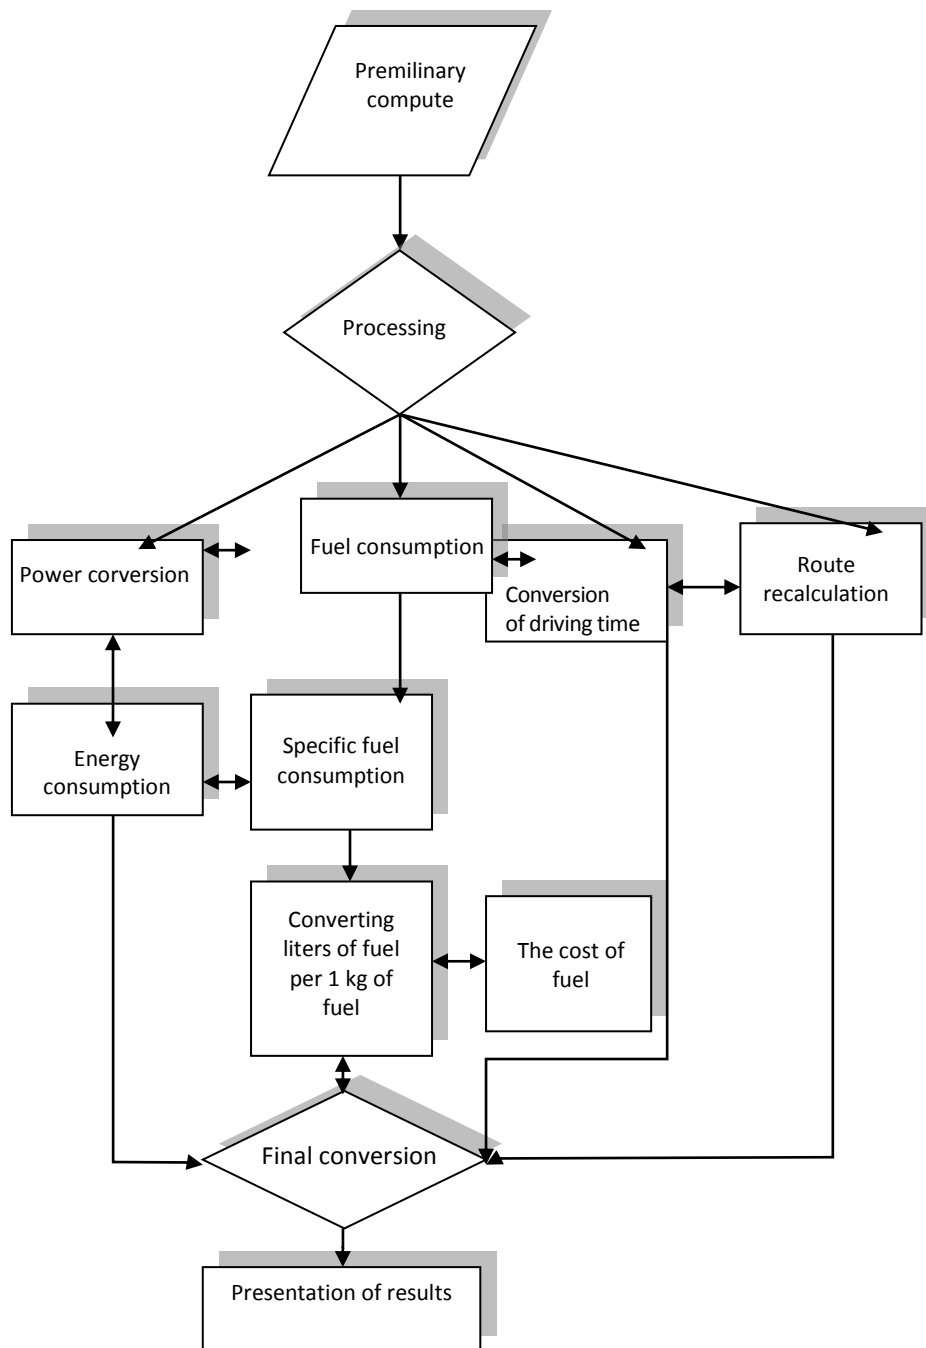 Premilinary
compute
Processing
Power corversion
Fuel consumption
Conversion
of driving time
Route
recalculation
Energy
consumption
Specific fuel
consumption
Converting
liters of fuel
per 1 kg of
fuel
The cost of
fuel
Final conversion
Presentation of results